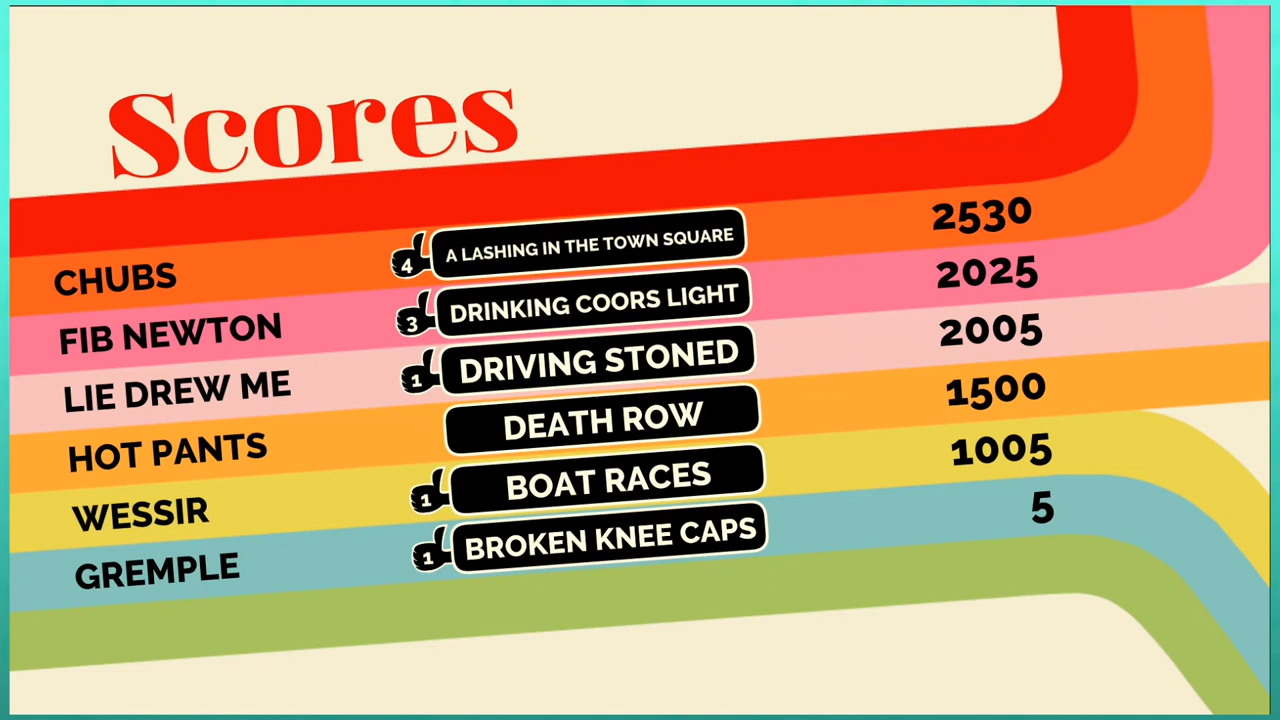 Scores
CHUBS 4 A LASHING IN THE TOWN SQUARE 2530
FIB NEWTON 3 DRINKING COORS LIGHT 2025
LIE DREW ME 1 DRIVING STONED 2005
HOT PANTS DEATH ROW 1500
WESSIR 1 BOAT RACES 1005
GREMPLE 1 BROKEN KNEE CAPS 5